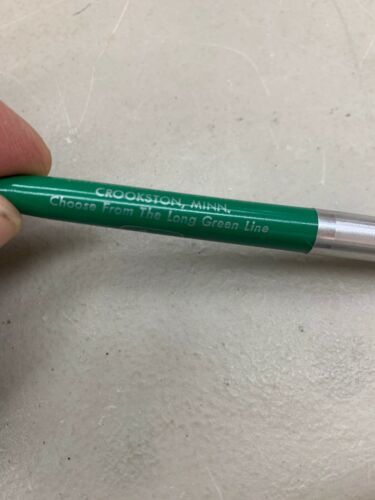 CROOKSTON, MINN.
Choose From The Long Green Line